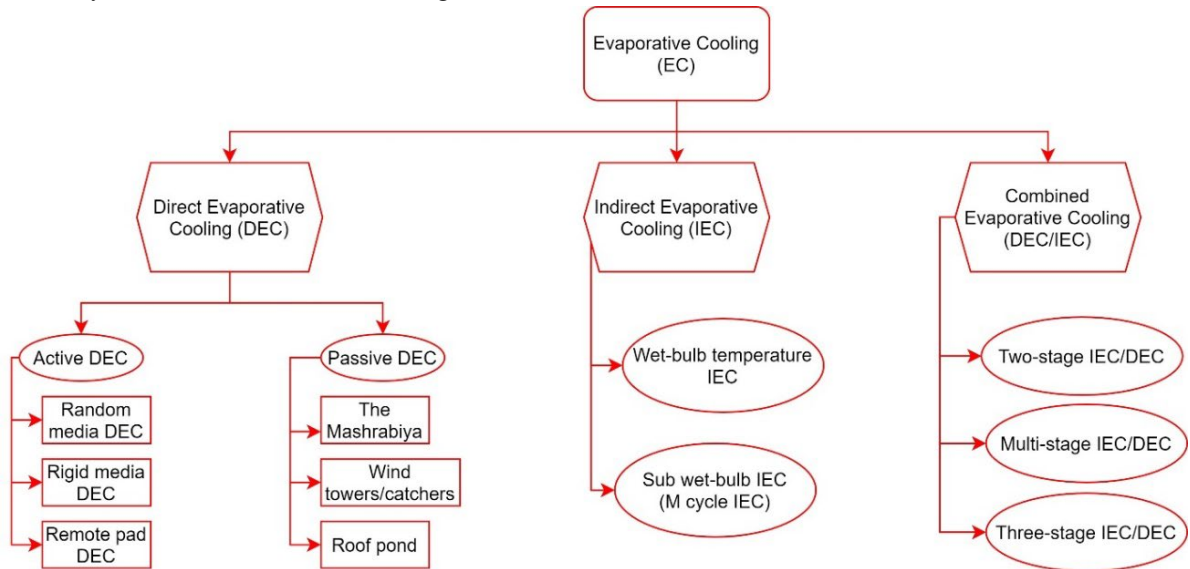 Evaporative Cooling
(EC)
Direct Evaporative
Cooling (DEC)
Indirect Evaporative
Cooling (IEC)
Combined
Evaporative Cooling
(DEC/IEC)
Active DEC
Random
media DEC
Rigid media
DEC
Remote pad
DEC
Passive DEC
The
Mashrabiya
Wind
towers/catchers
Roof pond
Wet-bulb temperature
IEC
Sub wet-bulb IEC
(M cycle IEC)
Two-stage IEC/DEC
Multi-stage IEC/DEC
Three-stage IEC/DEC